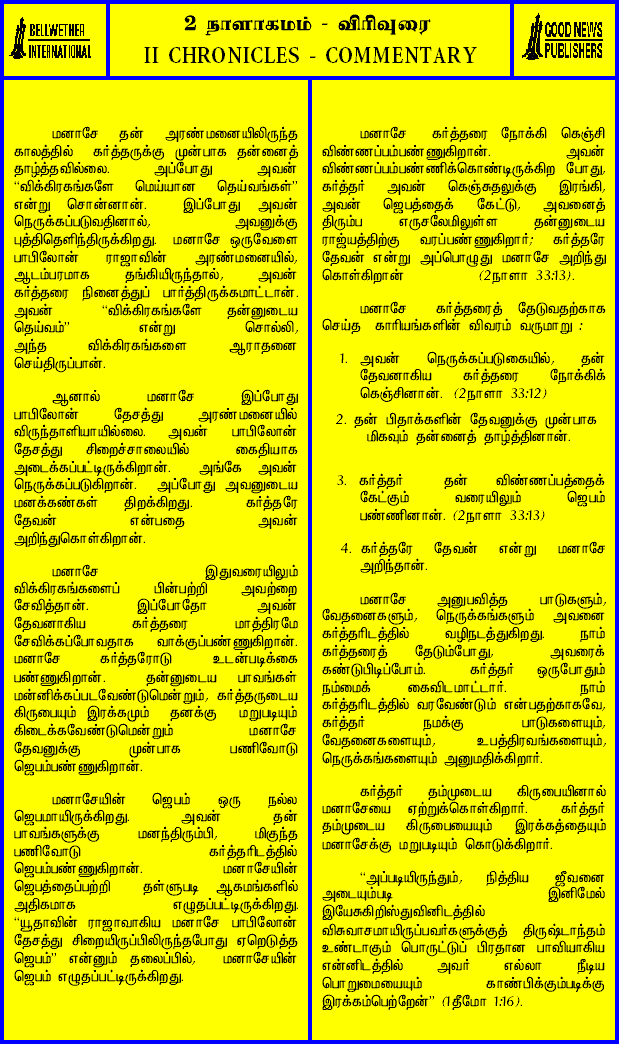 BELLWETHER
INTERNATIONAL
2 நாளாகமம் - விரிவுரை
II CHRONICLES - COMMENTARY
GOOD NEWS
PUBLISHERS
மனாசே தன் அரண்மனையிலிருந்த
காலத்தில் கர்த்தருக்கு முன்பாக தன்னைத்
தாழ்த்தவில்லை. அப்போது அவன்
“விக்கிரகங்களே மெய்யான தெய்வங்கள்”
என்று சொன்னான். இப்போது அவன்
நெருக்கப்படுவதினால், அவனுக்கு
புத்திதெளிந்திருக்கிறது. மனாசே ஒருவேளை
பாபிலோன் ராஜாவின் அரண்மனையில்,
ஆடம்பரமாக தங்கியிருந்தால், அவன்
கர்த்தரை நினைத்துப் பார்த்திருக்கமாட்டான்.
அவன் “விக்கிரகங்களே தன்னுடைய
தெய்வம்” என்று சொல்லி,
அந்த விக்கிரகங்களை ஆராதனை
செய்திருப்பான்.
ஆனால் மனாசே இப்போது
பாபிலோன் தேசத்து அரண்மனையில்
விருந்தாளியாயில்லை. அவன் பாபிலோன்
தேசத்து சிறைச்சாலையில் கைதியாக
அடைக்கப்பட்டிருக்கிறான். அங்கே அவன்
நெருக்கப்படுகிறான். அப்போது அவனுடைய
மனக்கண்கள் திறக்கிறது. கர்த்தரே
தேவன் என்பதை அவன்
அறிந்துகொள்கிறான்.
மனாசே இதுவரையிலும்
விக்கிரகங்களைப் பின்பற்றி அவற்றை
சேவித்தான். இப்போதோ அவன்
தேவனாகிய கர்த்தரை மாத்திரமே
சேவிக்கப்போவதாக வாக்குப்பண்ணுகிறான்.
மனாசே கர்த்தரோடு உடன்படிக்கை
பண்ணுகிறான். தன்னுடைய பாவங்கள்
மன்னிக்கப்படவேண்டுமென்றும், கர்த்தருடைய
கிருபையும் இரக்கமும் தனக்கு மறுபடியும்
கிடைக்கவேண்டுமென்றும் மனாசே
தேவனுக்கு முன்பாக பணிவோடு
ஜெபம்பண்ணுகிறான்.
மனாசேயின் ஜெபம் ஒரு நல்ல
ஜெபமாயிருக்கிறது. அவன் தன்
பாவங்களுக்கு மனந்திரும்பி, மிகுந்த
பணிவோடு கர்த்தரிடத்தில்
ஜெபம்பண்ணுகிறான். மனாசேயின்
ஜெபத்தைப்பற்றி தள்ளுபடி ஆகமங்களில்
அதிகமாக எழுதப்பட்டிருக்கிறது.
“யூதாவின் ராஜாவாகிய மனாசே பாபிலோன்
தேசத்து சிறையிருப்பிலிருந்தபோது ஏறெடுத்த
ஜெபம்” என்னும் தலைப்பில், மனாசேயின்
ஜெபம் எழுதப்பட்டிருக்கிறது.
மனாசே கர்த்தரை நோக்கி கெஞ்சி
விண்ணப்பம்பண்ணுகிறான். அவன்
விண்ணப்பம்பண்ணிக்கொண்டிருக்கிற போது,
கர்த்தர் அவன் கெஞ்சுதலுக்கு இரங்கி,
அவன் ஜெபத்தைக் கேட்டு, அவனைத்
திரும்ப எருசலேமிலுள்ள தன்னுடைய
ராஜ்யத்திற்கு வரப்பண்ணுகிறார்; கர்த்தரே
தேவன் என்று அப்பொழுது மனாசே அறிந்து
கொள்கிறான் (2நாளா 33:13).
மனாசே கர்த்தரைத் தேடுவதற்காக
செய்த காரியங்களின் விவரம் வருமாறு :
1. அவன் நெருக்கப்படுகையில், தன்
தேவனாகிய கர்த்தரை நோக்கிக்
கெஞ்சினான். (2நாளா 33:12)
2. தன் பிதாக்களின் தேவனுக்கு முன்பாக
மிகவும் தன்னைத் தாழ்த்தினான்.
3. கர்த்தர் தன் விண்ணப்பத்தைக்
கேட்கும் வரையிலும் ஜெபம்
பண்ணினான். (2நாளா 33:13)
4. கர்த்தரே தேவன் என்று மனாசே
அறிந்தான்.
மனாசே அனுபவித்த பாடுகளும்,
வேதனைகளும், நெருக்கங்களும் அவனை
கர்த்தரிடத்தில் வழிநடத்துகிறது. நாம்
கர்த்தரைத் தேடும்போது, அவரைக்
கண்டுபிடிப்போம். கர்த்தர் ஒருபோதும்
நம்மைக் கைவிடமாட்டார். நாம்
கர்த்தரிடத்தில் வரவேண்டும் என்பதற்காகவே,
கர்த்தர் நமக்கு பாடுகளையும்,
வேதனைகளையும், உபத்திரவங்களையும்,
நெருக்கங்களையும் அனுமதிக்கிறார்.
கர்த்தர் தம்முடைய கிருபையினால்
மனாசேயை ஏற்றுக்கொள்கிறார். கர்த்தர்
தம்முடைய கிருபையையும் இரக்கத்தையும்
மனாசேக்கு மறுபடியும் கொடுக்கிறார்.
“அப்படியிருந்தும், நித்திய ஜீவனை
அடையும்படி இனிமேல்
இயேசுகிறிஸ்துவினிடத்தில்
விசுவாசமாயிருப்பவர்களுக்குத் திருஷ்டாந்தம்
உண்டாகும் பொருட்டுப் பிரதான பாவியாகிய
என்னிடத்தில் அவர் எல்லா நீடிய
பொறுமையையும் காண்பிக்கும்படிக்கு
இரக்கம்பெற்றேன்” (1தீமோ 1:16).